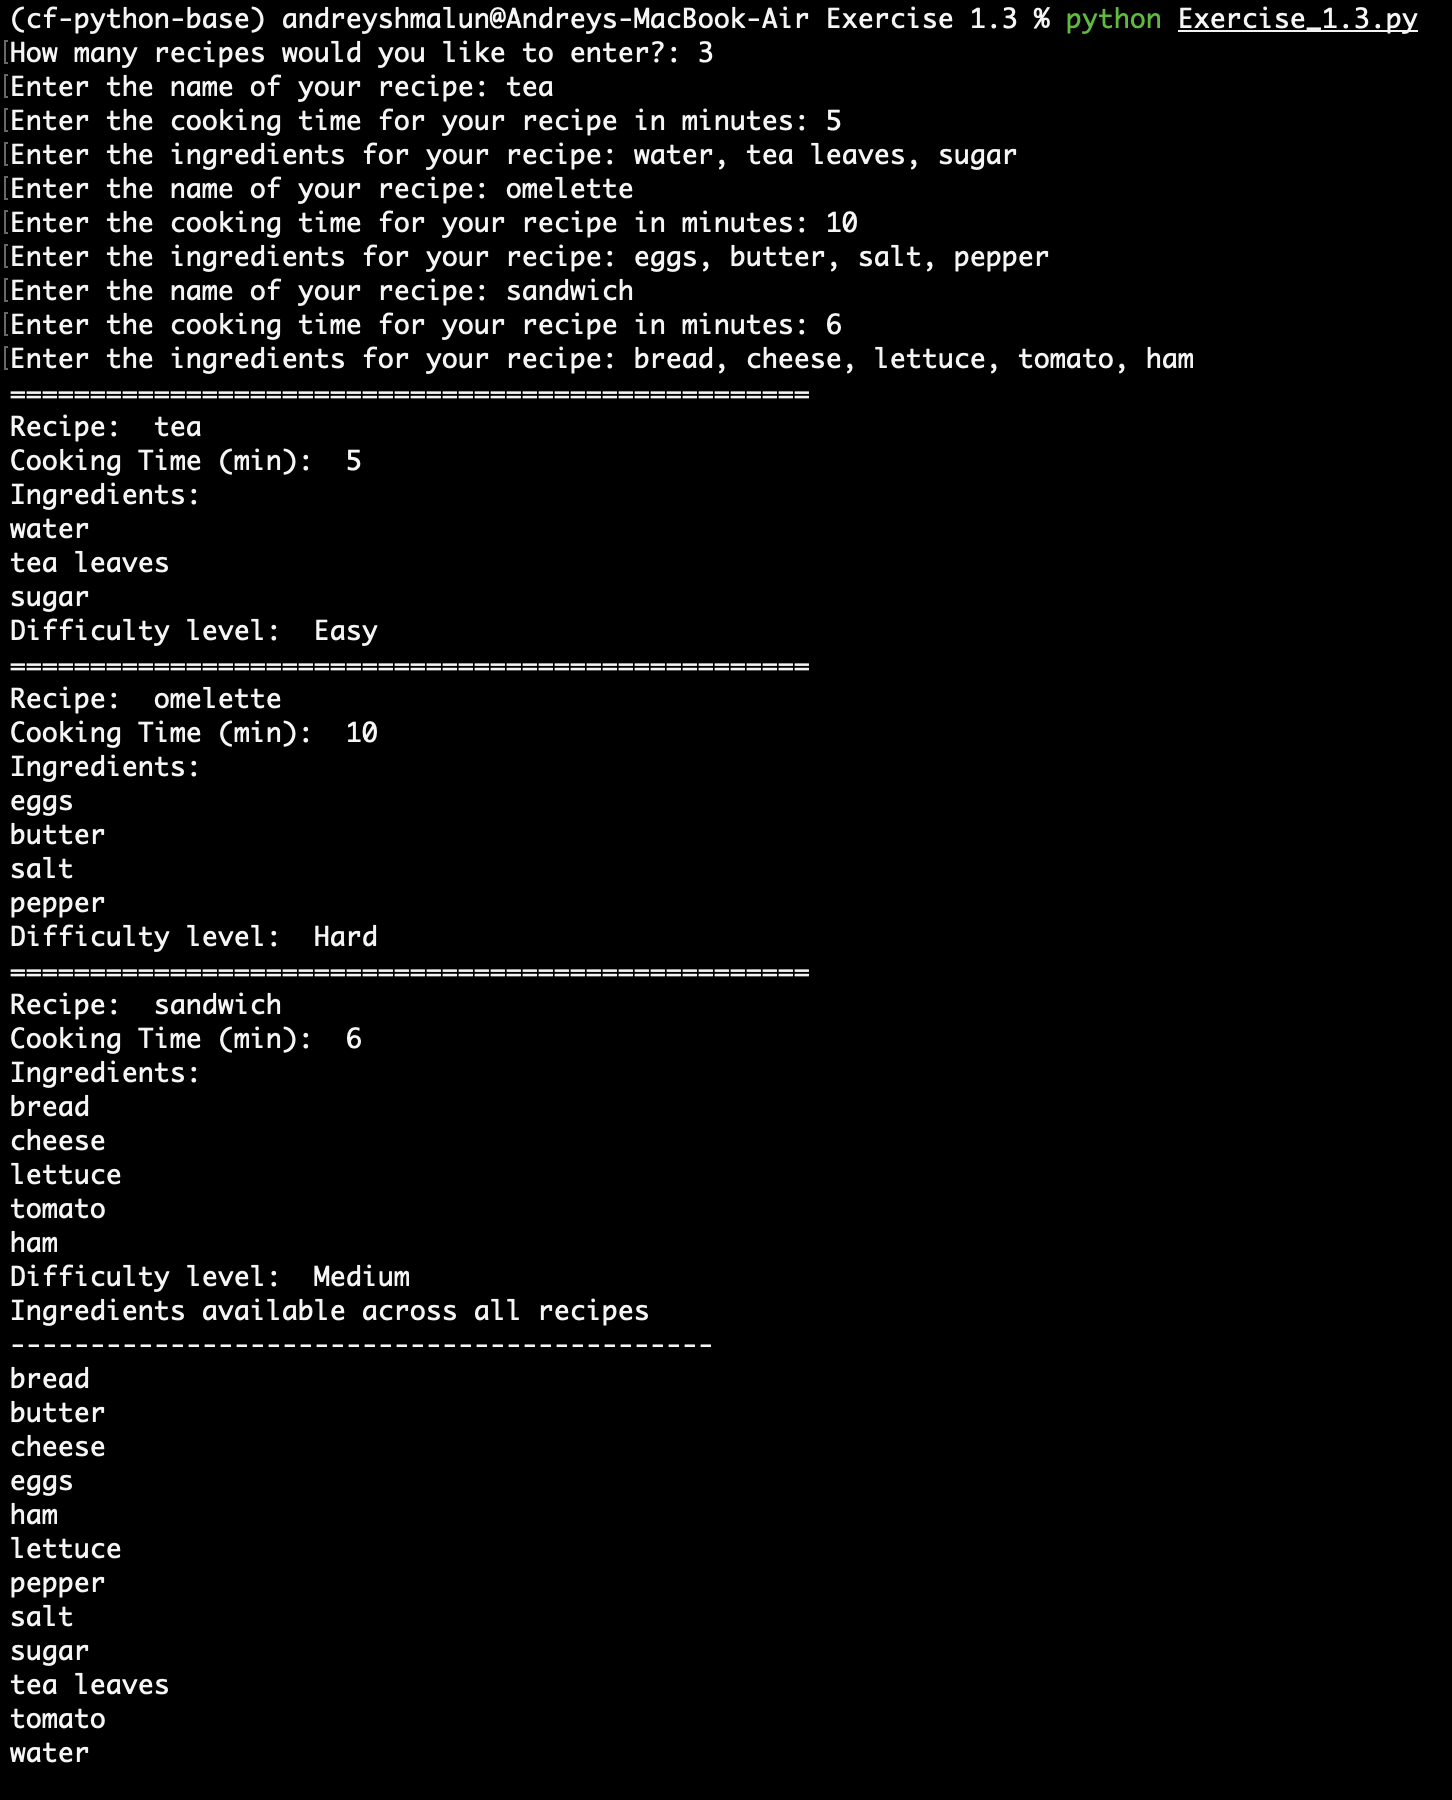 (cf-python-base) andreyshmalun@Andreys-MacBook-Air Exercise 1.3 % python Exercise_1.3.py
How many recipes would you like to enter?: 3
Enter the name of your recipe: tea
Enter the cooking time for your recipe in minutes: 5
Enter the ingredients for your recipe: water, tea leaves, sugar
Enter the name of your recipe: omelette
Enter the cooking time for your recipe in minutes: 10
Enter the ingredients for your recipe: eggs, butter, salt, pepper
Enter the name of your recipe: sandwich
Enter the cooking time for your recipe in minutes: 6
Enter the ingredients for your recipe: bread, cheese, lettuce, tomato, ham
==================================================
Recipe:  tea
Cooking Time (min):  5
Ingredients:
water
tea leaves
sugar
Difficulty level:  Easy
==================================================
Recipe:  omelette
Cooking Time (min):  10
Ingredients:
eggs
butter
salt
pepper
Difficulty level:  Hard
==================================================
Recipe:  sandwich
Cooking Time (min):  6
Ingredients:
bread
cheese
lettuce
tomato
ham
Difficulty level:  Medium
Ingredients available across all recipes
--------------------------------------------
bread
butter
cheese
eggs
ham
lettuce
pepper
salt
sugar
tea leaves
tomato
water